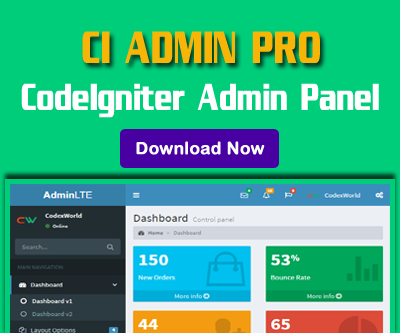 CI ADMIN PRO
CodeIgniter Admin Panel
Download Now
AdminLTE
CodexWorld
CW
CodexWorld
Online
Search...
MAIN NAVIGATION
Dashboard
Dashboard v1
Dashboard v2
Layout Options
Dashboard Control panel
Home > Dashboard
150
New Orders
More info
53%
Bounce Rate
More info
44
65